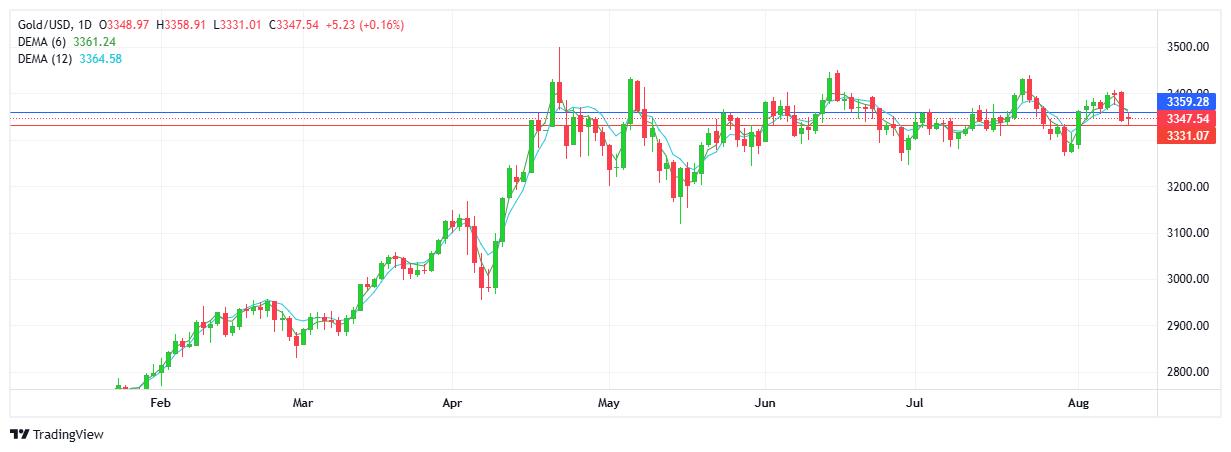 Gold/USD, 1D O3348.97 H3358.91 L3331.01 C3347.54 +5.23 (+0.16%)
DEMA (6) 3361.24
DEMA (12) 3364.58
3500.00
3400.00
3359.28
3347.54
3331.07
3200.00
3100.00
3000.00
2900.00
2800.00
Feb Mar Apr May Jun Jul Aug
TradingView